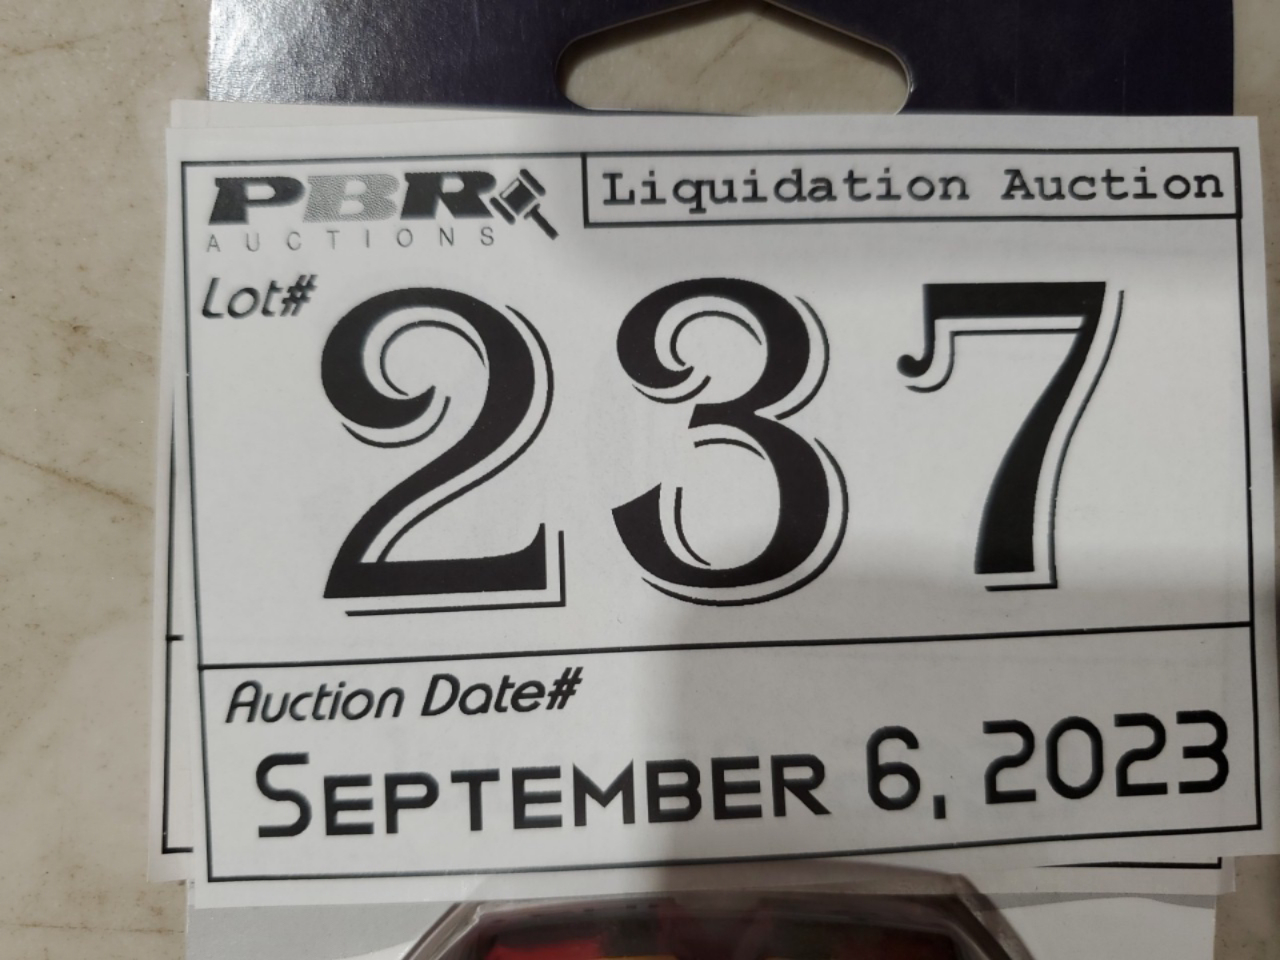 PBR
AUCTIONS
Liquidation Auction
Lot#
237
Auction Date#
SEPTEMBER 6, 2023